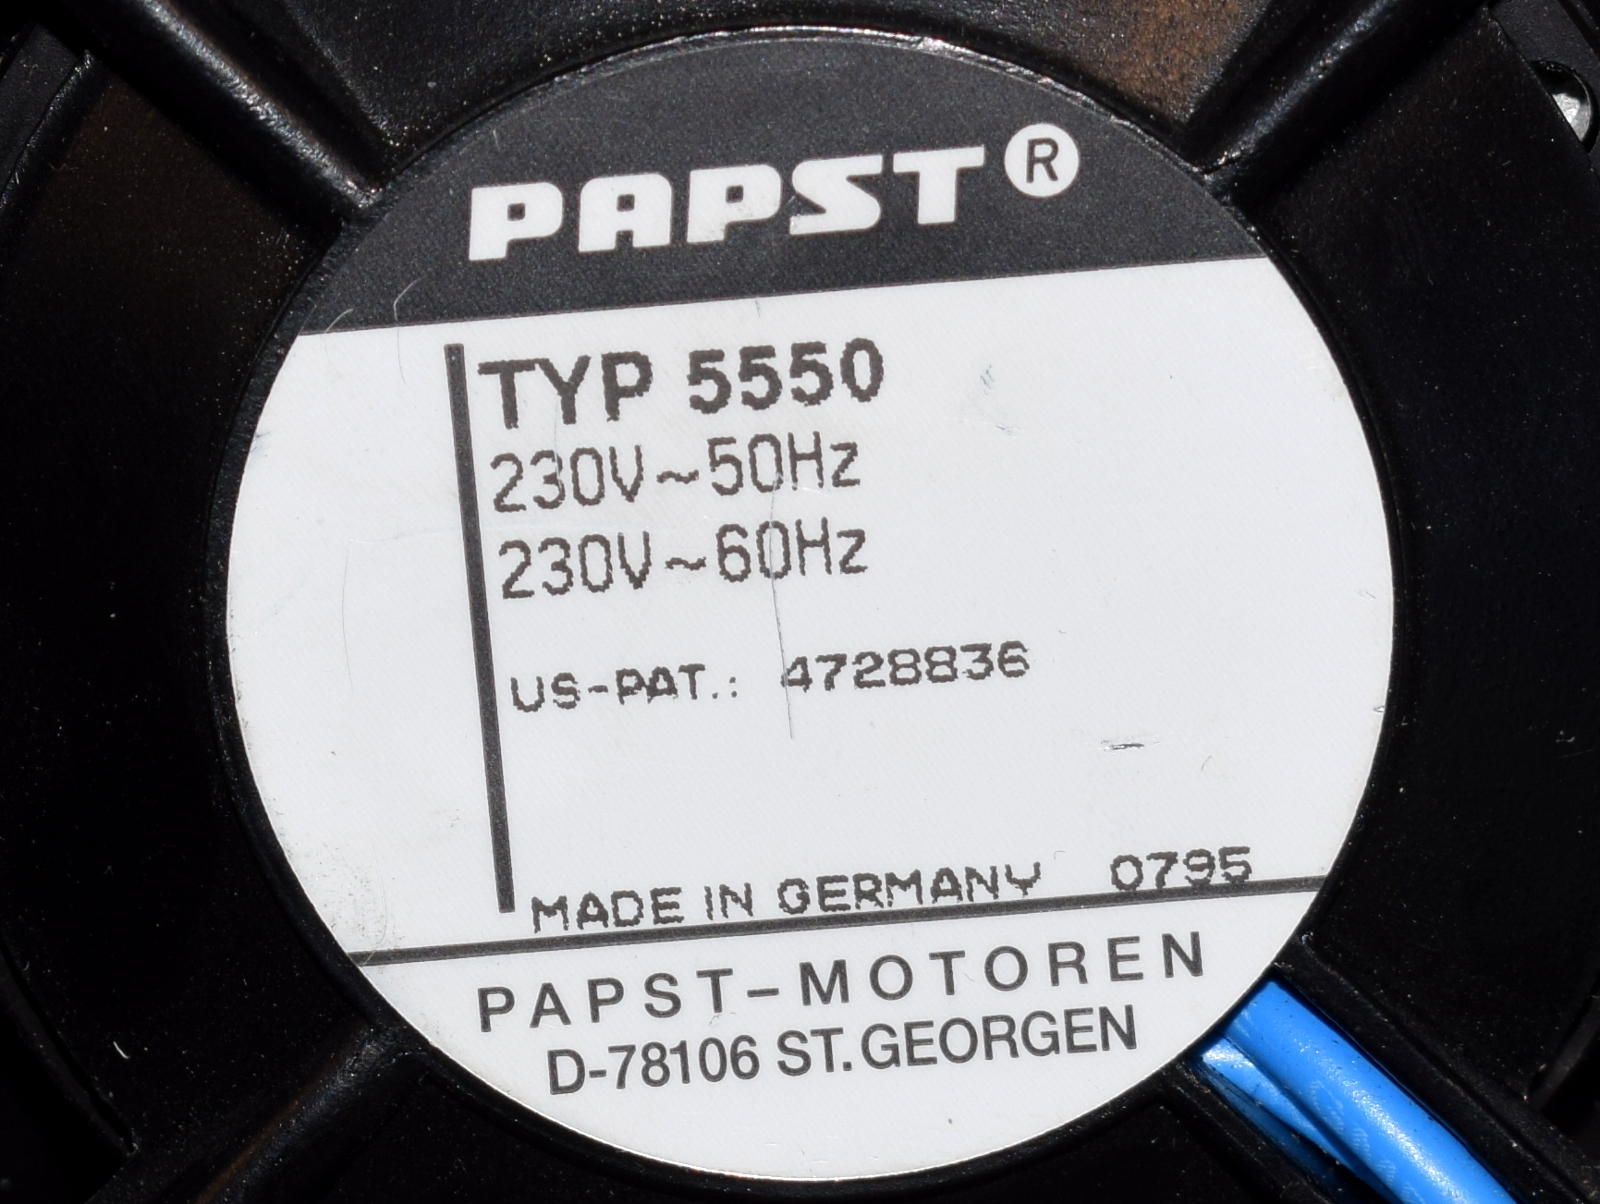 PAPST®
TYP 5550
230V~50Hz
230V~60Hz
US-PAT.: 4728836
MADE IN GERMANY 0795
PAPST-MOTOREN
D-78106 ST.GEORGEN